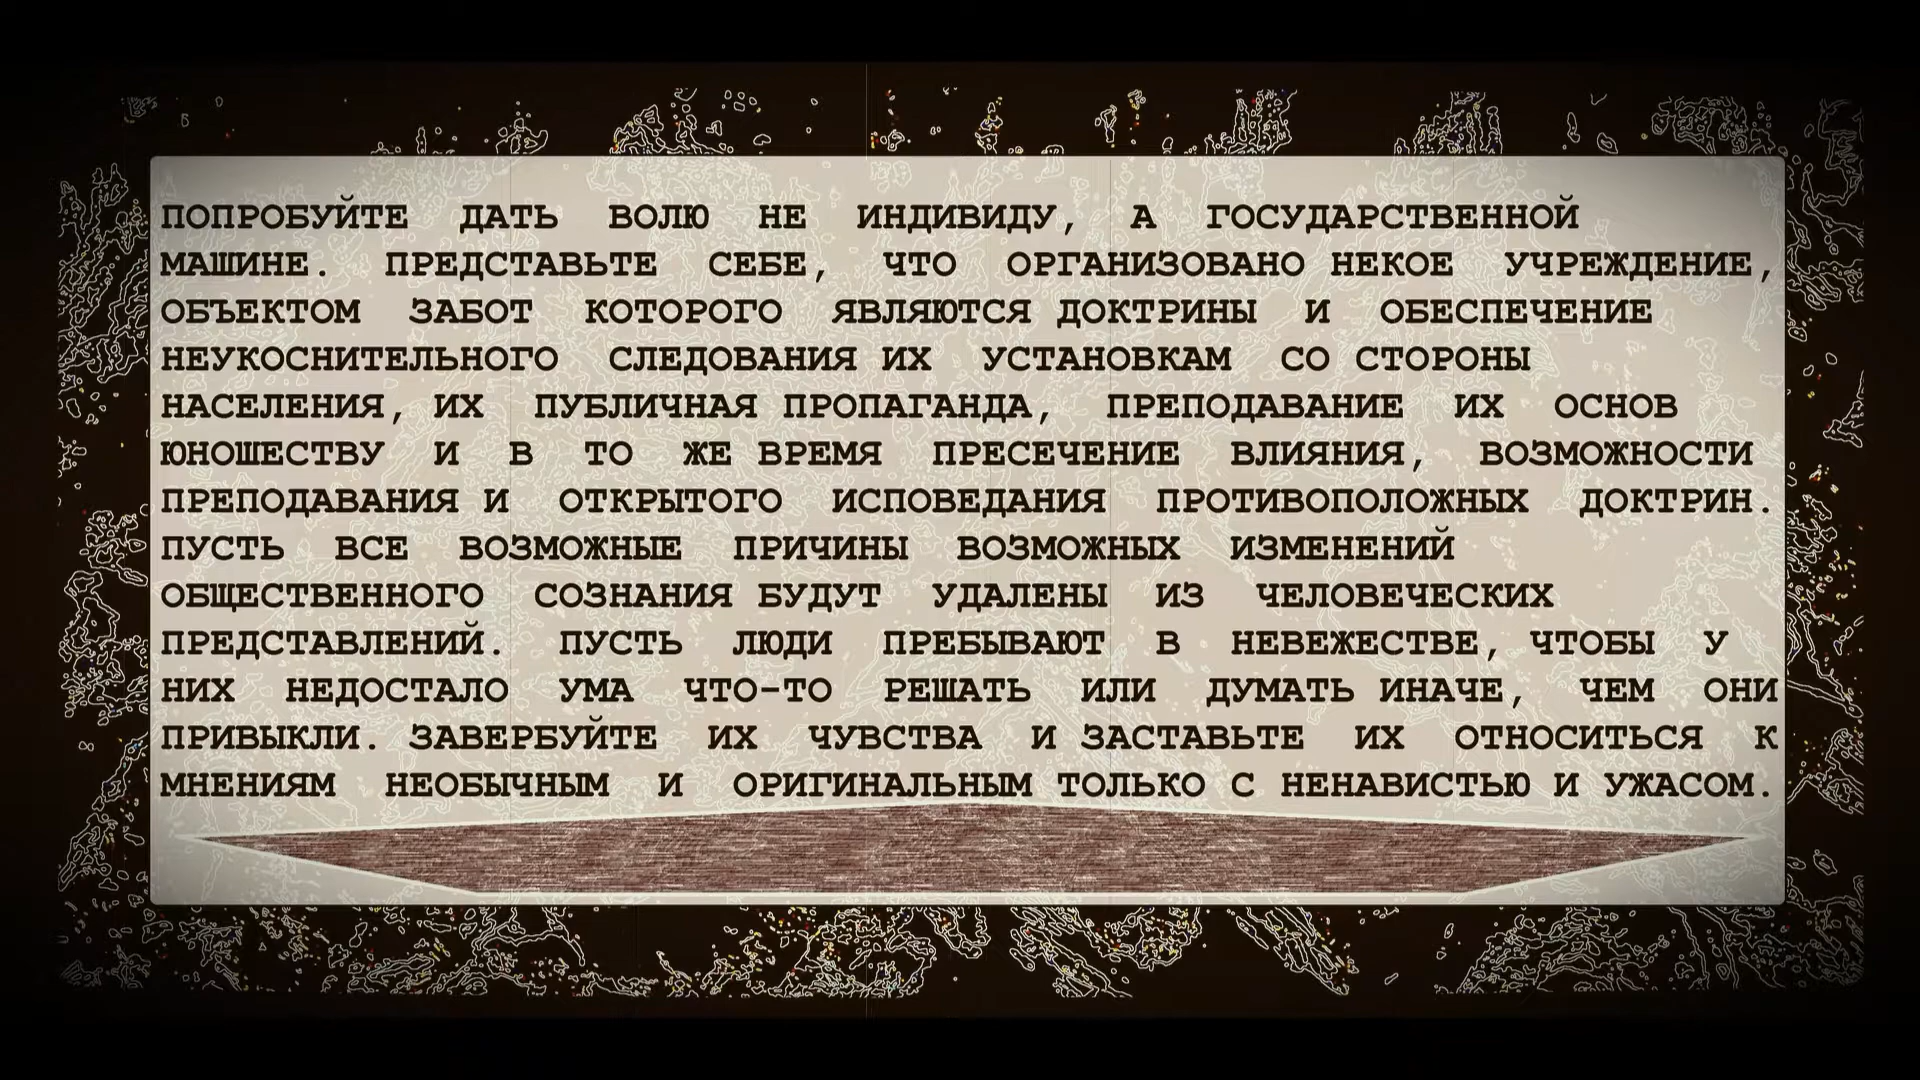 ПОПРОБУЙТЕ ДАТЬ ВОЛЮ НЕ ИНДИВИДУ, А ГОСУДАРСТВЕННОЙ
МАШИНЕ. ПРЕДСТАВЬТЕ СЕБЕ, ЧТО ОРГАНИЗОВАНО НЕКОЕ УЧРЕЖДЕНИЕ,
ОБЪЕКТОМ ЗАБОТ КОТОРОГО ЯВЛЯЮТСЯ ДОКТРИНЫ И ОБЕСПЕЧЕНИЕ
НЕУКОСНИТЕЛЬНОГО СЛЕДОВАНИЯ ИХ УСТАНОВКАМ СО СТОРОНЫ
НАСЕЛЕНИЯ, ИХ ПУБЛИЧНАЯ ПРОПАГАНДА, ПРЕПОДАВАНИЕ ИХ ОСНОВ
ЮНОШЕСТВУ И В ТО ЖЕ ВРЕМЯ ПРЕСЕЧЕНИЕ ВЛИЯНИЯ, ВОЗМОЖНОСТИ
ПРЕПОДАВАНИЯ И ОТКРЫТОГО ИСПОВЕДАНИЯ ПРОТИВОПОЛОЖНЫХ ДОКТРИН.
ПУСТЬ ВСЕ ВОЗМОЖНЫЕ ПРИЧИНЫ ВОЗМОЖНЫХ ИЗМЕНЕНИЙ
ОБЩЕСТВЕННОГО СОЗНАНИЯ БУДУТ УДАЛЕНЫ ИЗ ЧЕЛОВЕЧЕСКИХ
ПРЕДСТАВЛЕНИЙ. ПУСТЬ ЛЮДИ ПРЕБЫВАЮТ В НЕВЕЖЕСТВЕ, ЧТОБЫ У
НИХ НЕДОСТАЛО УМА ЧТО-ТО РЕШАТЬ ИЛИ ДУМАТЬ ИНАЧЕ, ЧЕМ ОНИ
ПРИВЫКЛИ. ЗАВЕРБУЙТЕ ИХ ЧУВСТВА И ЗАСТАВЬТЕ ИХ ОТНОСИТЬСЯ К
МНЕНИЯМ НЕОБЫЧНЫМ И ОРИГИНАЛЬНЫМ ТОЛЬКО С НЕНАВИСТЬЮ И УЖАСОМ.